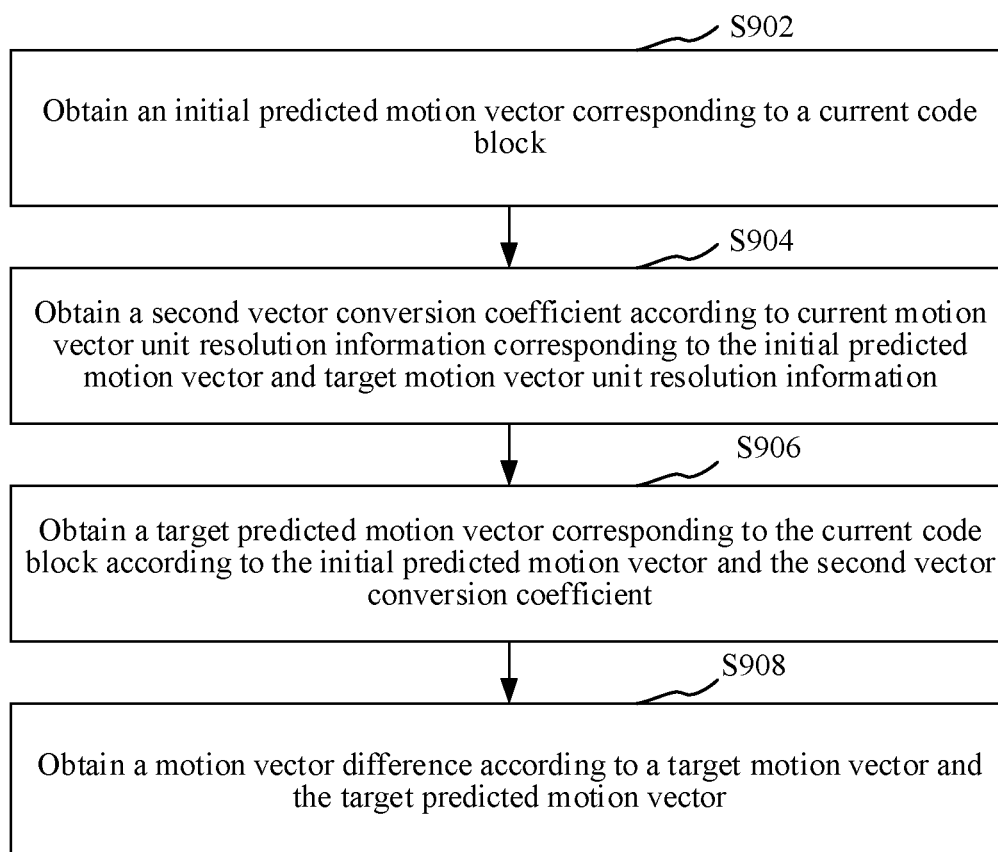 S902
Obtain an initial predicted motion vector corresponding to a current code
block
S904
Obtain a second vector conversion coefficient according to current motion
vector unit resolution information corresponding to the initial predicted
motion vector and target motion vector unit resolution information
S906
Obtain a target predicted motion vector corresponding to the current code
block according to the initial predicted motion vector and the second vector
conversion coefficient
S908
Obtain a motion vector difference according to a target motion vector and
the target predicted motion vector